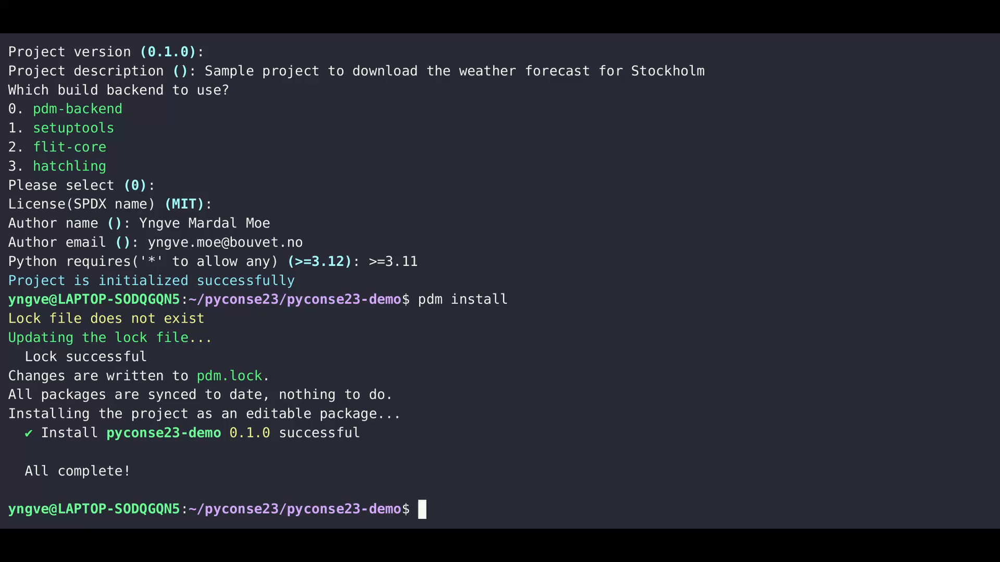 Project version (0.1.0):
Project description (): Sample project to download the weather forecast for Stockholm
Which build backend to use?
0. pdm-backend
1. setuptools
2. flit-core
3. hatchling
Please select (0):
License(SPDX name) (MIT):
Author name (): Yngve Mardal Moe
Author email (): yngve.moe@bouvet.no
Python requires('*' to allow any) (>=3.12): >=3.11
Project is initialized successfully
yngve@LAPTOP-SODQGQN5:~/pyconse23/pyconse23-demo$ pdm install
Lock file does not exist
Updating the lock file...
  Lock successful
Changes are written to pdm.lock.
All packages are synced to date, nothing to do.
Installing the project as an editable package...
  ✔ Install pyconse23-demo 0.1.0 successful
  All complete!
yngve@LAPTOP-SODQGQN5:~/pyconse23/pyconse23-demo$